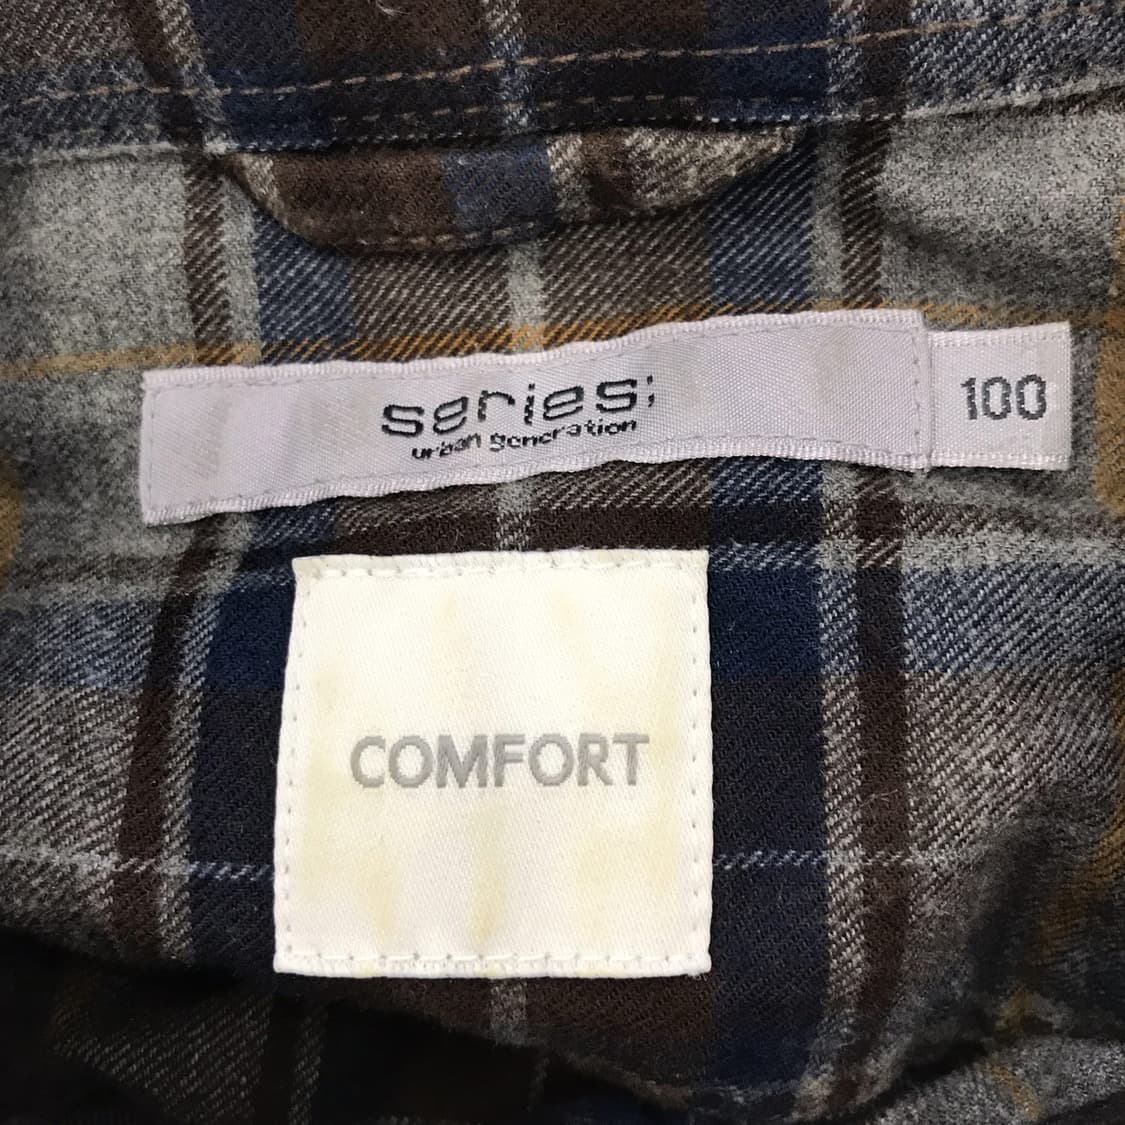 series;
urban generation
100
COMFORT